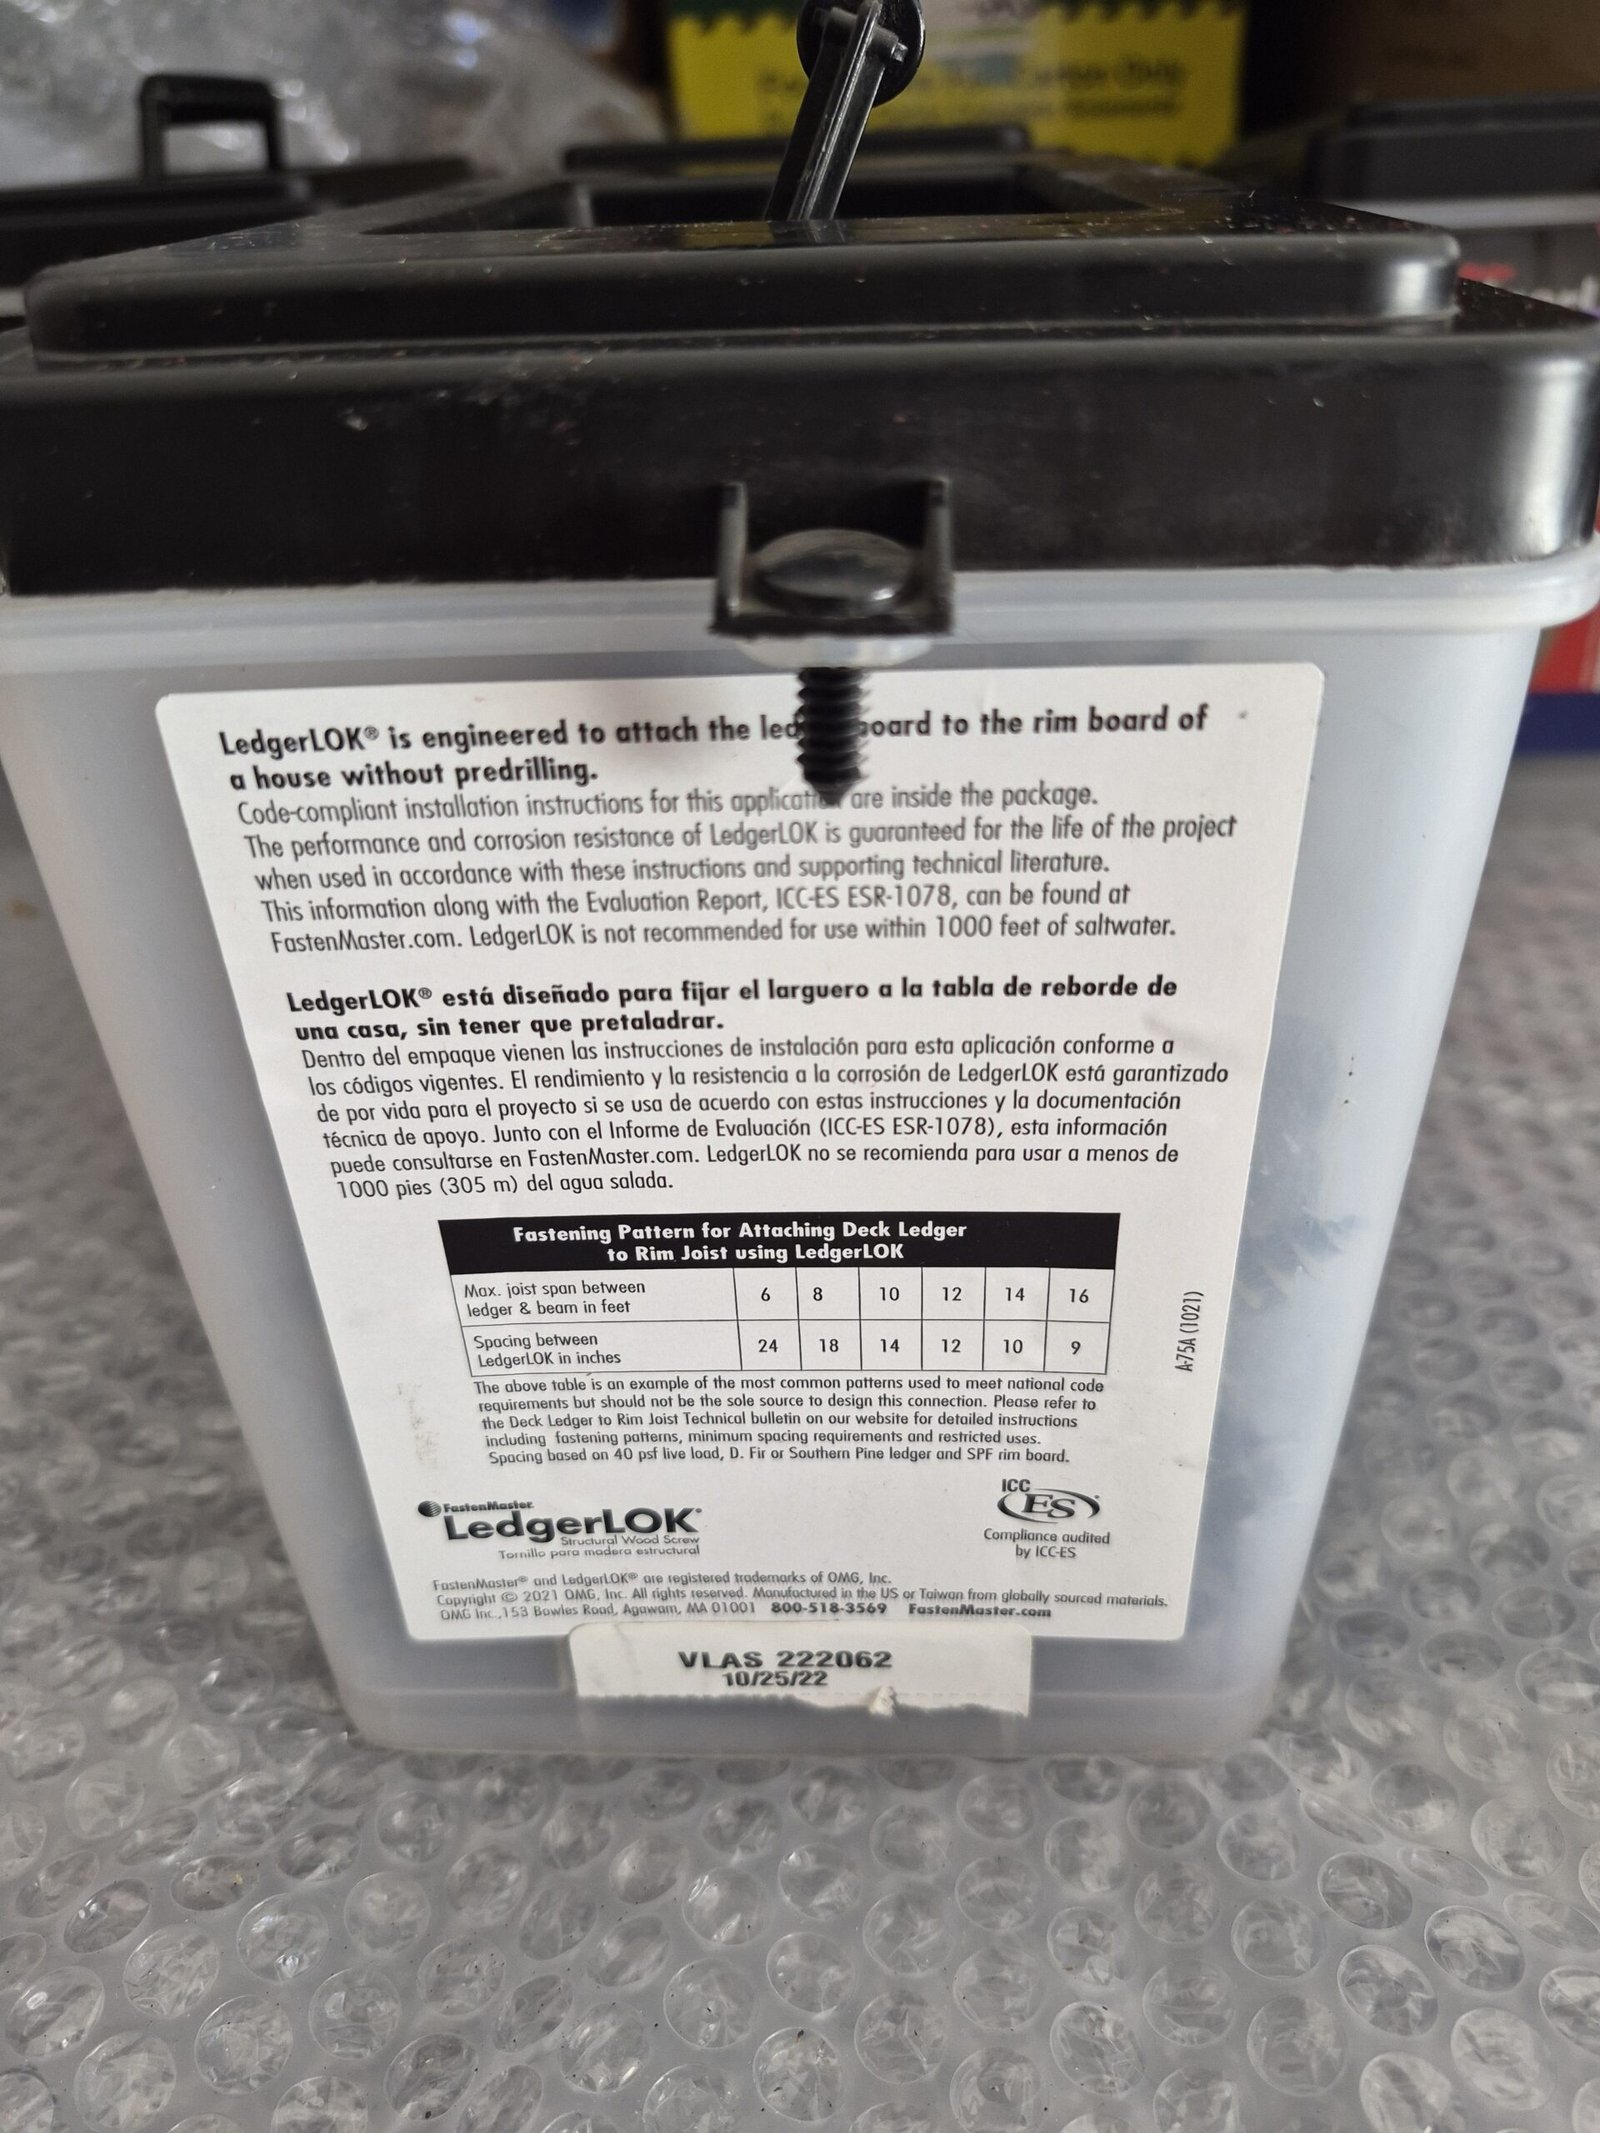 LedgerLOK® is engineered to attach the board to the rim board of
a house without predrilling.
Code-compliant installation instructions for this are inside the package.
The performance and corrosion resistance of LedgerLOK is guaranteed for the life of the project
when used in accordance with these instructions and supporting technical literature.
This information along with the Evaluation Report, ICC-ES ESR-1078, can be found at
FastenMaster.com. LedgerLOK is not recommended for use within 1000 feet of saltwater.
LedgerLOK® está diseñado para fijar el larguero a la tabla de reborde de
una casa, sin tener que pretaladrar.
Dentro del empaque vienen las instrucciones de instalación para esta aplicación conforme a
los códigos vigentes. El rendimiento y la resistencia a la corrosión de LedgerLOK está garantizado
de por vida para el proyecto si se usa de acuerdo con estas instrucciones y la documentación
técnica de apoyo. Junto con el Informe de Evaluación (ICC-ES ESR-1078), esta información
puede consultarse en FastenMaster.com. LedgerLOK no se recomienda para usar a menos de
1000 pies (305 m) del agua salada.
Fastening Pattern for Attaching Deck Ledger
to Rim Joist using LedgerLOK
Max. joist span between
ledger & beam in feet
6 8 10 12 14 16
Spacing between
LedgerLOK in inches
24 18 14 12 10 9
A-75A (1021)
The above table is an example of the most common patterns used to meet national code
requirements but should not be the sole source to design this connection. Please refer to
the Deck Ledger to Rim Joist Technical bulletin on our website for detailed instructions
including fastening patterns, minimum spacing requirements and restricted uses.
Spacing based on 40 psf live load, D. Fir or Southern Pine ledger and SPF rim board.
FastenMaster
LedgerLOK
Structural Wood Screw
Tornillo para madera estructural
ICC
ES
Compliance audited
by ICC-ES
FastenMaster® and LedgerLOK® are registered trademarks of OMG, Inc.
Copyright © 2021 OMG, Inc. All rights reserved. Manufactured in the US or Taiwan from globally sourced materials.
OMG Inc.,153 Bowles Road, Agawam, MA 01001 800-518-3569 FastenMaster.com
VLAS 222062
10/25/22